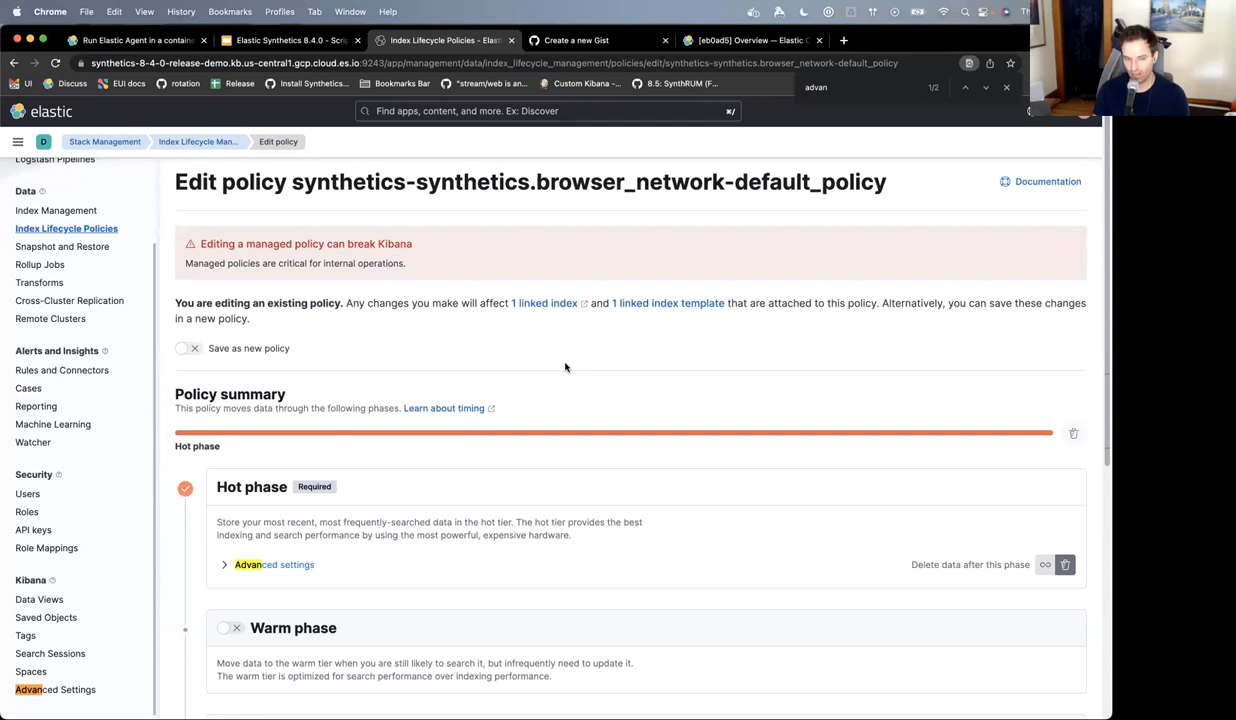 Chrome File Edit View History Bookmarks Profiles Tab Window Help
Run Elastic Agent in a containe Elastic Synthetics 8.4.0 - Scrip Index Lifecycle Policies - Elasti Create a new Gist [eb0ad5] Overview — Elastic C
synthetics-8-4-0-release-demo.kb.us-central1.gcp.cloud.es.io:9243/app/management/data/index_lifecycle_management/policies/edit/synthetics-synthetics.browser_network-default_policy
UI Discuss EUI docs rotation Release Install Synthetics... Bookmarks Bar "stream/web is an... Custom Kibana -... 8.5: SynthRUM (F...
advan 1/2
elastic Find apps, content, and more. Ex: Discover ⌘/
D Stack Management Index Lifecycle Man... Edit policy
Logstash Pipelines
Data
Index Management
Index Lifecycle Policies
Snapshot and Restore
Rollup Jobs
Transforms
Cross-Cluster Replication
Remote Clusters
Alerts and Insights
Rules and Connectors
Cases
Reporting
Machine Learning
Watcher
Security
Users
Roles
API keys
Role Mappings
Kibana
Data Views
Saved Objects
Tags
Search Sessions
Spaces
Advanced Settings
Edit policy synthetics-synthetics.browser_network-default_policy
Documentation
Editing a managed policy can break Kibana
Managed policies are critical for internal operations.
You are editing an existing policy. Any changes you make will affect 1 linked index and 1 linked index template that are attached to this policy. Alternatively, you can save these changes
in a new policy.
Save as new policy
Policy summary
This policy moves data through the following phases. Learn about timing
Hot phase
Hot phase Required
Store your most recent, most frequently-searched data in the hot tier. The hot tier provides the best
indexing and search performance by using the most powerful, expensive hardware.
Advanced settings Delete data after this phase
Warm phase
Move data to the warm tier when you are still likely to search it, but infrequently need to update it.
The warm tier is optimized for search performance over indexing performance.